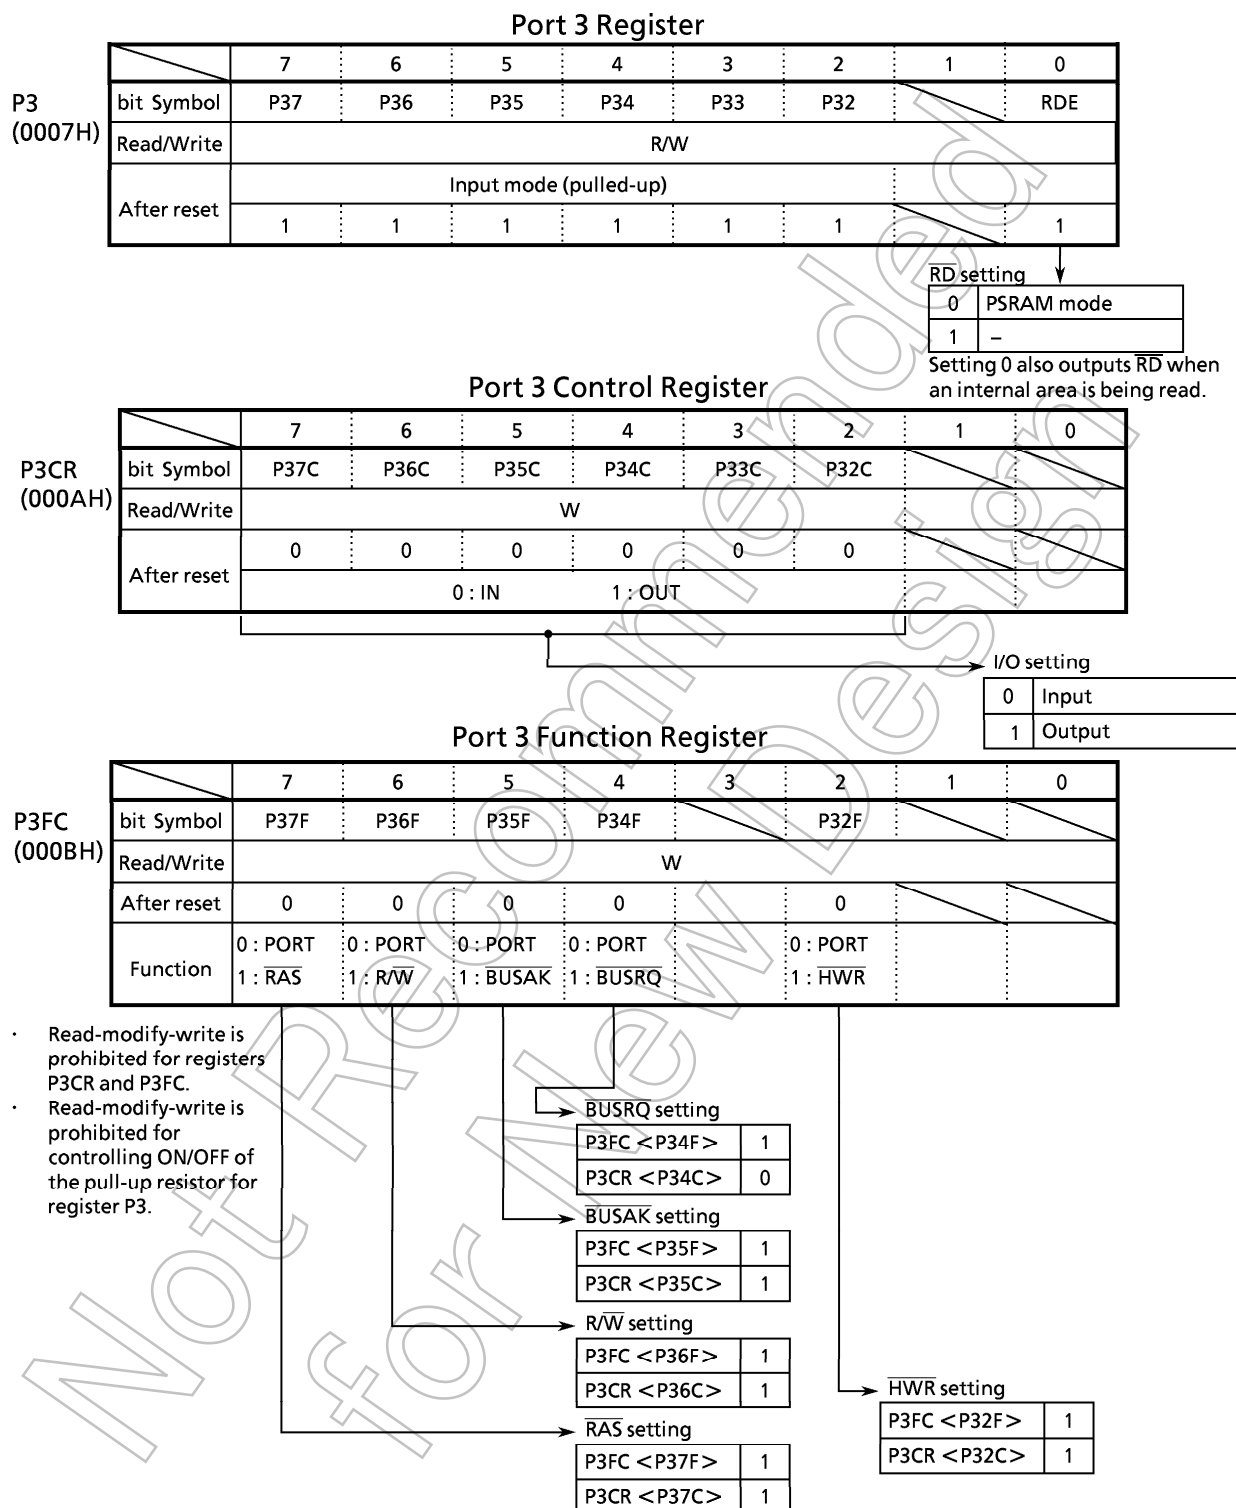 Port 3 Register
7 6 5 4 3 2 1 0
P3
(0007H)
bit Symbol P37 P36 P35 P34 P33 P32 RDE
Read/Write R/W
After reset Input mode (pulled-up)
1 1 1 1 1 1 1
R̅D̅ setting
0 PSRAM mode
1 –
Setting 0 also outputs R̅D̅ when
an internal area is being read.
Port 3 Control Register
7 6 5 4 3 2 1 0
P3CR
(000AH)
bit Symbol P37C P36C P35C P34C P33C P32C
Read/Write W
After reset 0 0 0 0 0 0
0 : IN 1 : OUT
I/O setting
0 Input
1 Output
Port 3 Function Register
7 6 5 4 3 2 1 0
P3FC
(000BH)
bit Symbol P37F P36F P35F P34F P32F
Read/Write W
After reset 0 0 0 0 0
Function
0 : PORT 0 : PORT 0 : PORT 0 : PORT 0 : PORT
1 : R̅A̅S̅ 1 : R/W̅ 1 : B̅U̅S̅A̅K̅ 1 : B̅U̅S̅R̅Q̅ 1 : H̅W̅R̅
· Read-modify-write is
prohibited for registers
P3CR and P3FC.
· Read-modify-write is
prohibited for
controlling ON/OFF of
the pull-up resistor for
register P3.
B̅U̅S̅R̅Q̅ setting
P3FC <P34F> 1
P3CR <P34C> 0
B̅U̅S̅A̅K̅ setting
P3FC <P35F> 1
P3CR <P35C> 1
R/W̅ setting
P3FC <P36F> 1
P3CR <P36C> 1
R̅A̅S̅ setting
P3FC <P37F> 1
P3CR <P37C> 1
H̅W̅R̅ setting
P3FC <P32F> 1
P3CR <P32C> 1
Not Recommended
for New Design